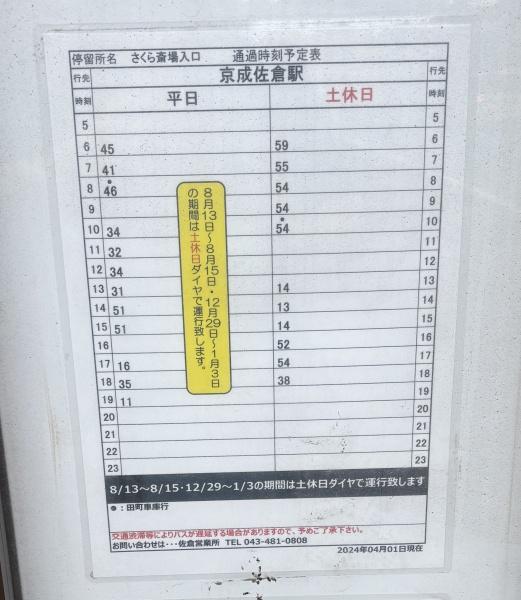 停留所名 さくら斎場入口 通過時刻予定表
行先 京成佐倉駅 行先
時刻 平日 土休日 時刻
5 5
6 45 59 6
7 41 55 7
8 ●46 54 8
9 54 9
10 34 ●54 10
11 32 11
12 34 12
13 31 14 13
14 51 13 14
15 51 14 15
16 52 16
17 16 54 17
18 35 38 18
19 11 19
20 20
21 21
22 22
23 23
8月13日～8月15日・12月29日～1月3日
の期間は土休日ダイヤで運行致します。
8/13～8/15･12/29～1/3の期間は土休日ダイヤで運行致します
●：田町車庫行
交通渋滞等によりバスが遅延する場合がありますので、予めご了承下さい。
お問い合わせは･･･佐倉営業所 TEL 043-481-0808
2024年04月01日現在